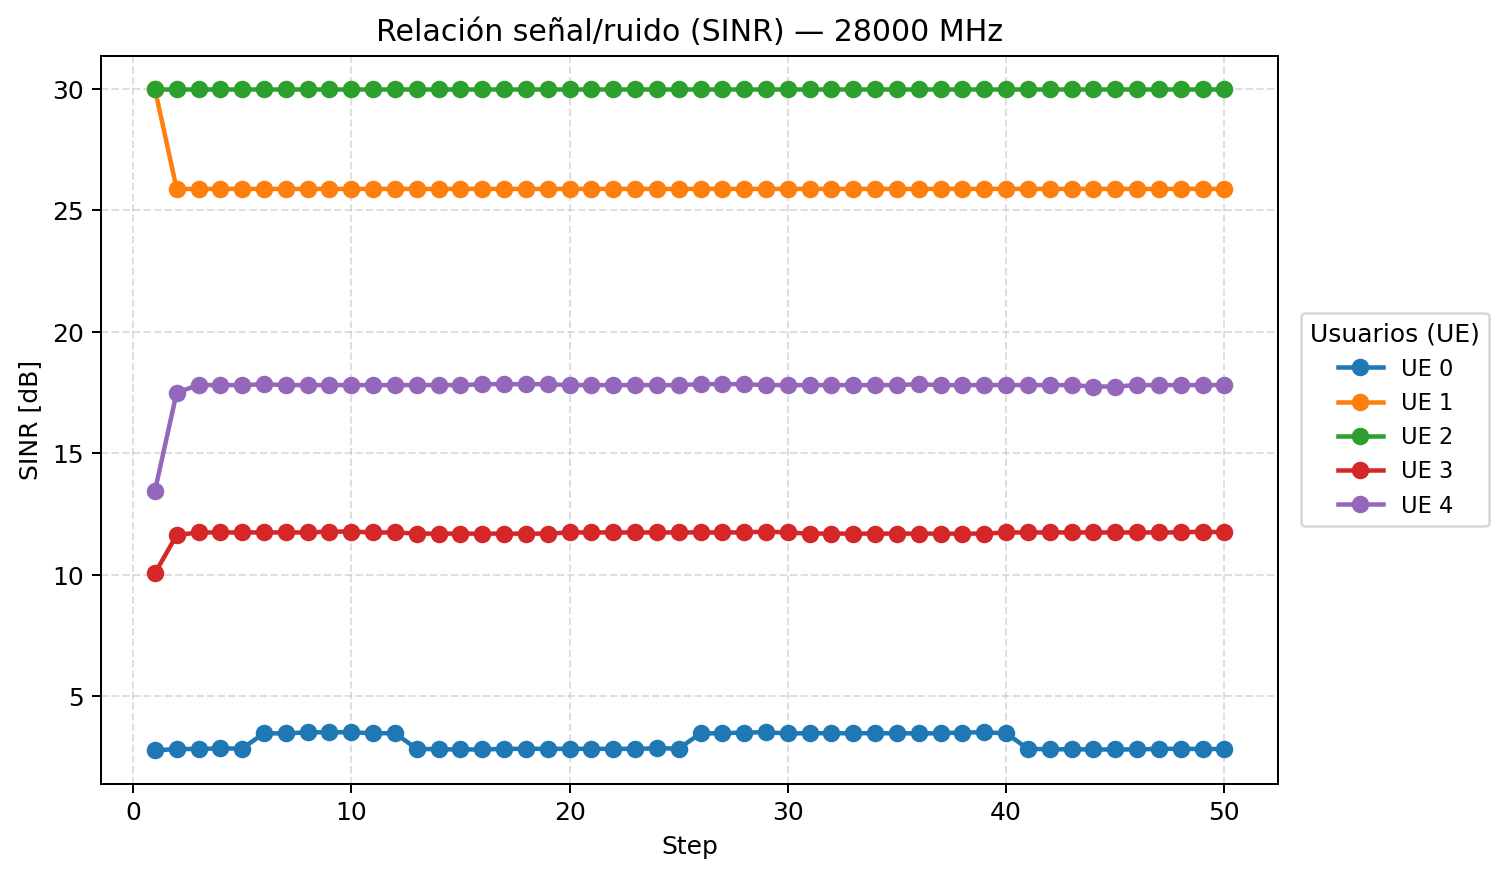 Relación señal/ruido (SINR) — 28000 MHz
SINR [dB]
30
25
20
15
10
5
0 10 20 30 40 50
Step
Usuarios (UE)
UE 0
UE 1
UE 2
UE 3
UE 4